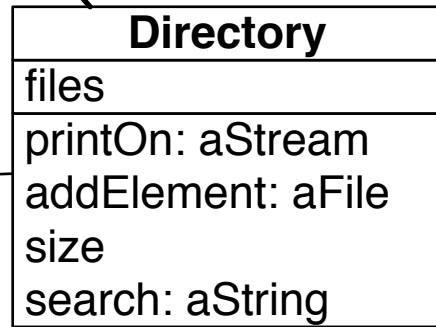 Directory
files
printOn: aStream
addElement: aFile
size
search: aString